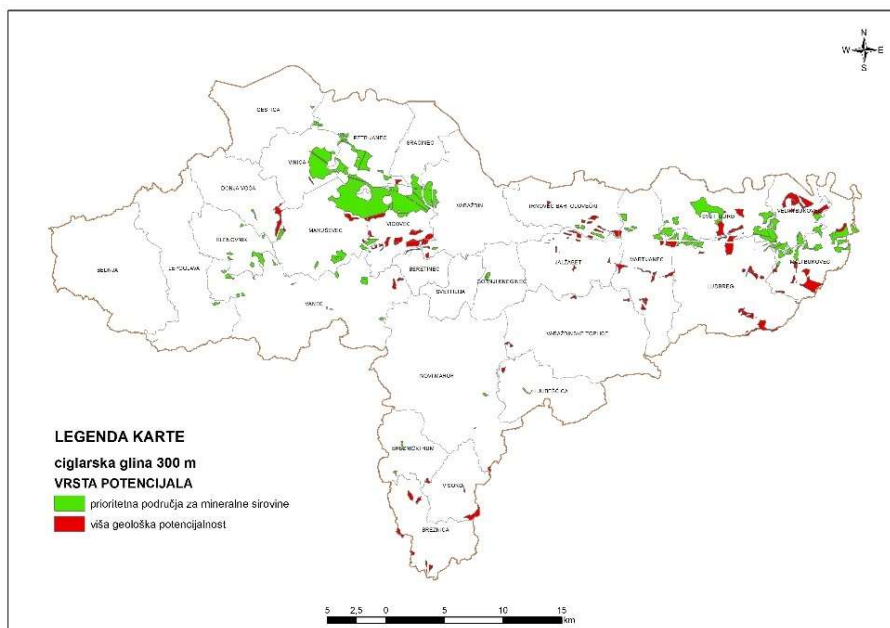 N
W E
S
CESTICA
PETRIJANEC
SRAČINEC
VINICA
DONJA VOĆA
VARAŽDIN
TRNOVEC BARTOLOVEČKI
SVETI ĐURĐ
VELIKI BUKOVEC
KLENOVNIK
MARUŠEVEC
VIDOVEC
JALŽABET
MARTIJANEC
MALI BUKOVEC
BEDNJA
LEPOGLAVA
BERETINEC
SVETI ILIJA
GORNJI KNEGINEC
LUDBREG
IVANEC
VARAŽDINSKE TOPLICE
NOVI MAROF
LJUBEŠĆICA
BREZNIČKI HUM
VISOKO
BREZNICA
LEGENDA KARTE
ciglarska glina 300 m
VRSTA POTENCIJALA
prioritetna područja za mineralne sirovine
viša geološka potencijalnost
5 2,5 0 5 10 15
km